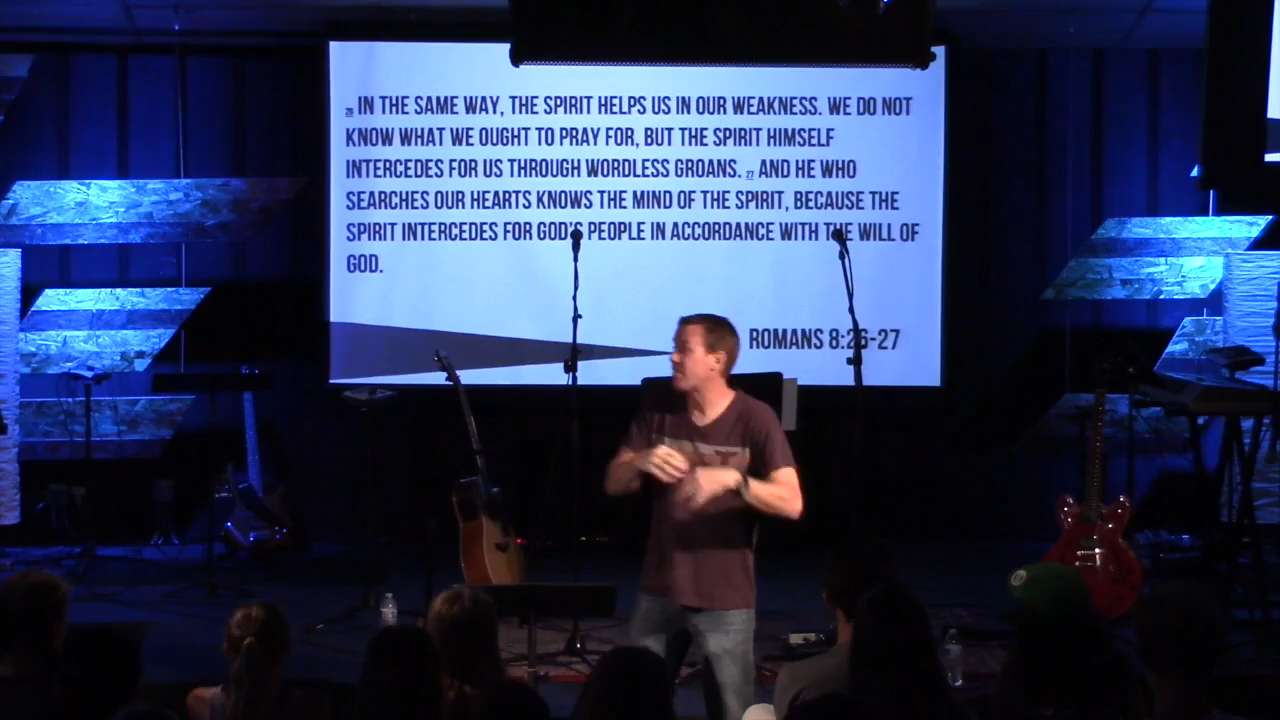 26 IN THE SAME WAY, THE SPIRIT HELPS US IN OUR WEAKNESS. WE DO NOT
KNOW WHAT WE OUGHT TO PRAY FOR, BUT THE SPIRIT HIMSELF
INTERCEDES FOR US THROUGH WORDLESS GROANS. 27 AND HE WHO
SEARCHES OUR HEARTS KNOWS THE MIND OF THE SPIRIT, BECAUSE THE
SPIRIT INTERCEDES FOR GOD'S PEOPLE IN ACCORDANCE WITH THE WILL OF
GOD.
ROMANS 8:26-27